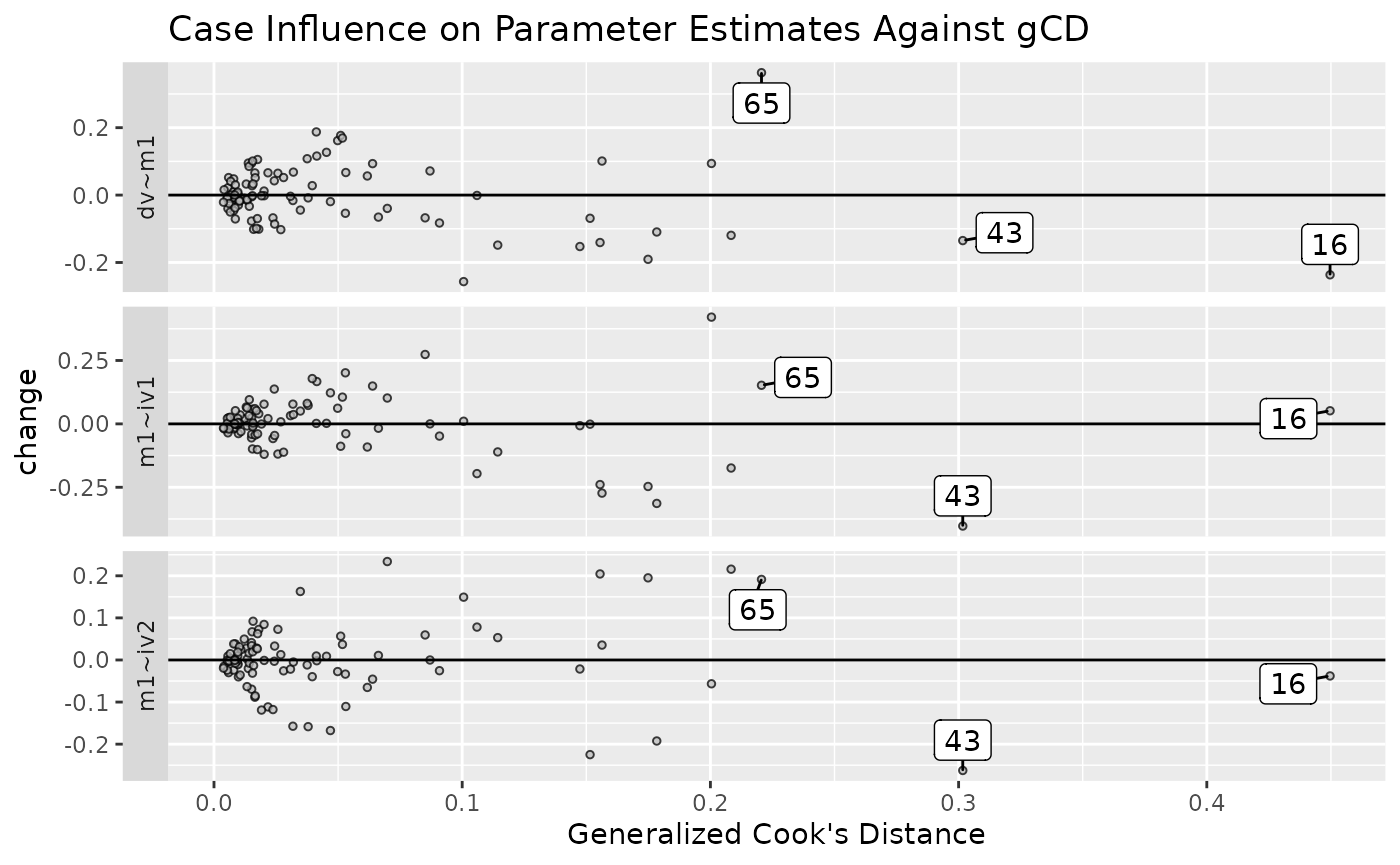 Case Influence on Parameter Estimates Against gCD
change
dv~m1
0.2
0.0
-0.2
65
43
16
m1~iv1
0.25
0.00
-0.25
65
16
43
m1~iv2
0.2
0.1
0.0
-0.1
-0.2
65
16
43
0.0 0.1 0.2 0.3 0.4
Generalized Cook's Distance